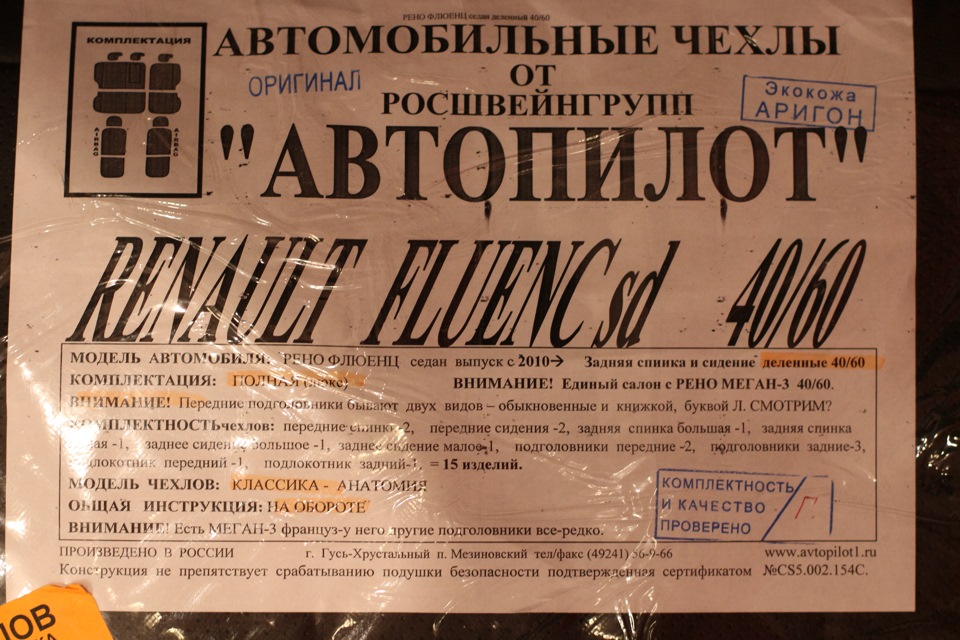 РЕНО ФЛЮЕНЦ седан деленный 40/60
КОМПЛЕКТАЦИЯ
AIRBAG
AIRBAG
АВТОМОБИЛЬНЫЕ ЧЕХЛЫ
ОРИГИНАЛ
ОТ
РОСШВЕЙНГРУПП
Экокожа
АРИГОН
"АВТОПИЛОТ"
RENAULT FLUENC sd 40/60
МОДЕЛЬ АВТОМОБИЛЯ: РЕНО ФЛЮЕНЦ седан выпуск с 2010→ Задняя спинка и сидение деленные 40/60
КОМПЛЕКТАЦИЯ: ПОЛНАЯ (люкс) ВНИМАНИЕ! Единый салон с РЕНО МЕГАН-3 40/60.
ВНИМАНИЕ! Передние подголовники бывают двух видов – обыкновенные и книжкой, буквой Л. СМОТРИМ?
КОМПЛЕКТНОСТЬчехлов: передние спинки -2, передние сидения -2, задняя спинка большая -1, задняя спинка
-1, заднее сидение большое -1, заднее сидение малое-1, подголовники передние -2, подголовники задние-3,
подлокотник передний -1, подлокотник задний-1, = 15 изделий.
МОДЕЛЬ ЧЕХЛОВ: КЛАССИКА - АНАТОМИЯ
ОБЩАЯ ИНСТРУКЦИЯ: НА ОБОРОТЕ
ВНИМАНИЕ! Есть МЕГАН-3 француз-у него другие подголовники все-редко.
КОМПЛЕКТНОСТЬ
И КАЧЕСТВО
ПРОВЕРЕНО
ПРОИЗВЕДЕНО В РОССИИ г. Гусь-Хрустальный п. Мезиновский тел/факс (49241) 56-9-66 www.avtopilot1.ru
Конструкция не препятствует срабатыванию подушки безопасности подтвержденная сертификатом №CS5.002.154C.